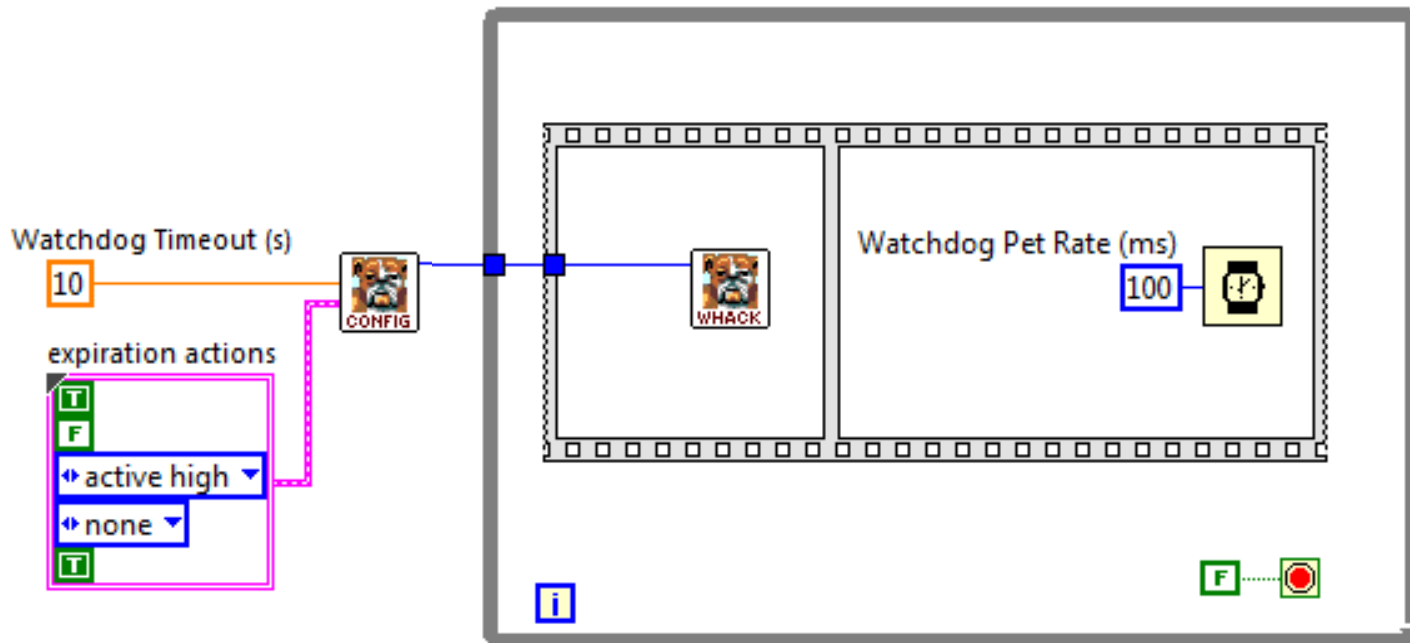 Watchdog Timeout (s)
10
CONFIG
expiration actions
T
F
active high
none
T
WHACK
Watchdog Pet Rate (ms)
100
i
F